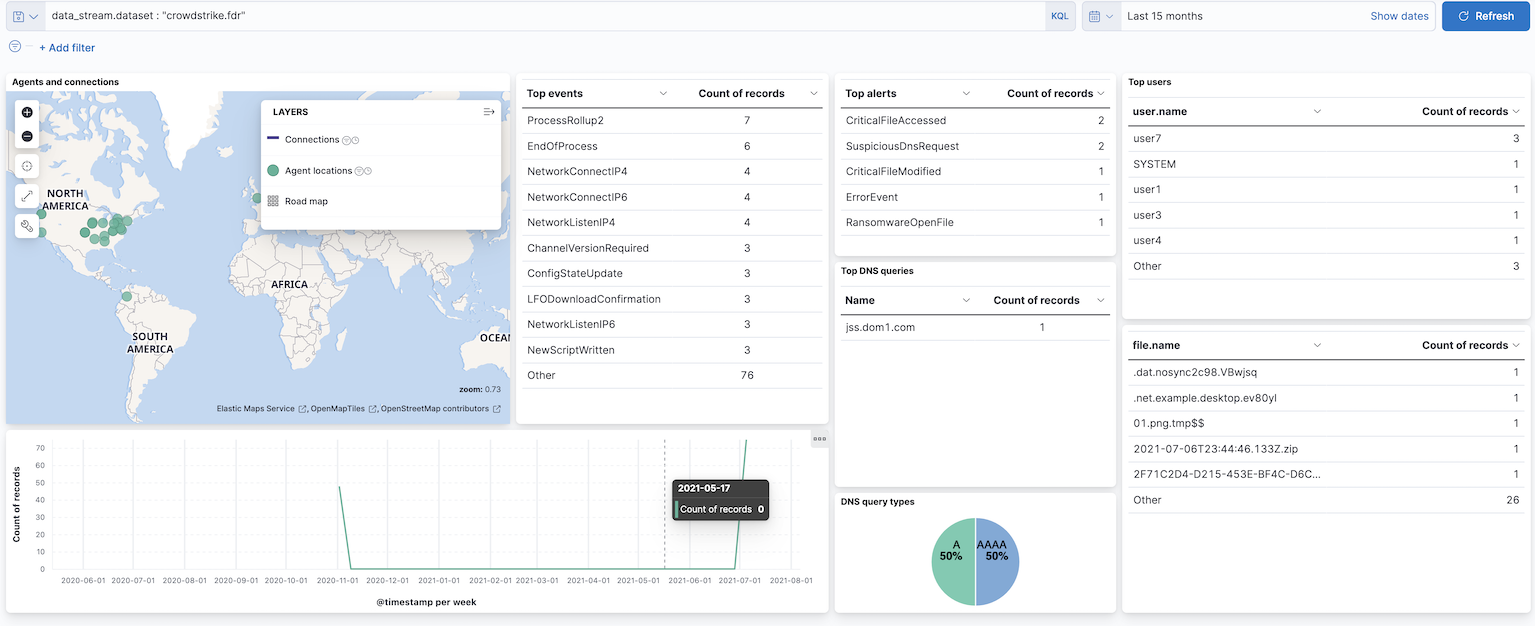 data_stream.dataset : "crowdstrike.fdr" KQL Last 15 months Show dates Refresh
+ Add filter
Agents and connections
LAYERS
Connections
Agent locations
Road map
NORTH
AMERICA
AFRICA
SOUTH
AMERICA
OCEAN
zoom: 0.73
Elastic Maps Service , OpenMapTiles , OpenStreetMap contributors
Top events Count of records
ProcessRollup2 7
EndOfProcess 6
NetworkConnectIP4 4
NetworkConnectIP6 4
NetworkListenIP4 4
ChannelVersionRequired 3
ConfigStateUpdate 3
LFODownloadConfirmation 3
NetworkListenIP6 3
NewScriptWritten 3
Other 76
Top alerts Count of records
CriticalFileAccessed 2
SuspiciousDnsRequest 2
CriticalFileModified 1
ErrorEvent 1
RansomwareOpenFile 1
Top DNS queries
Name Count of records
jss.dom1.com 1
DNS query types
A
50%
AAAA
50%
Top users
user.name Count of records
user7 3
SYSTEM 1
user1 1
user3 1
user4 1
Other 3
file.name Count of records
.dat.nosync2c98.VBwjsq 1
.net.example.desktop.ev80yI 1
01.png.tmp$$ 1
2021-07-06T23:44:46.133Z.zip 1
2F71C2D4-D215-453E-BF4C-D6C... 1
Other 26
Count of records
70
60
50
40
30
20
10
0
2021-05-17
Count of records 0
2020-06-01 2020-07-01 2020-08-01 2020-09-01 2020-10-01 2020-11-01 2020-12-01 2021-01-01 2021-02-01 2021-03-01 2021-04-01 2021-05-01 2021-06-01 2021-07-01 2021-08-01
@timestamp per week